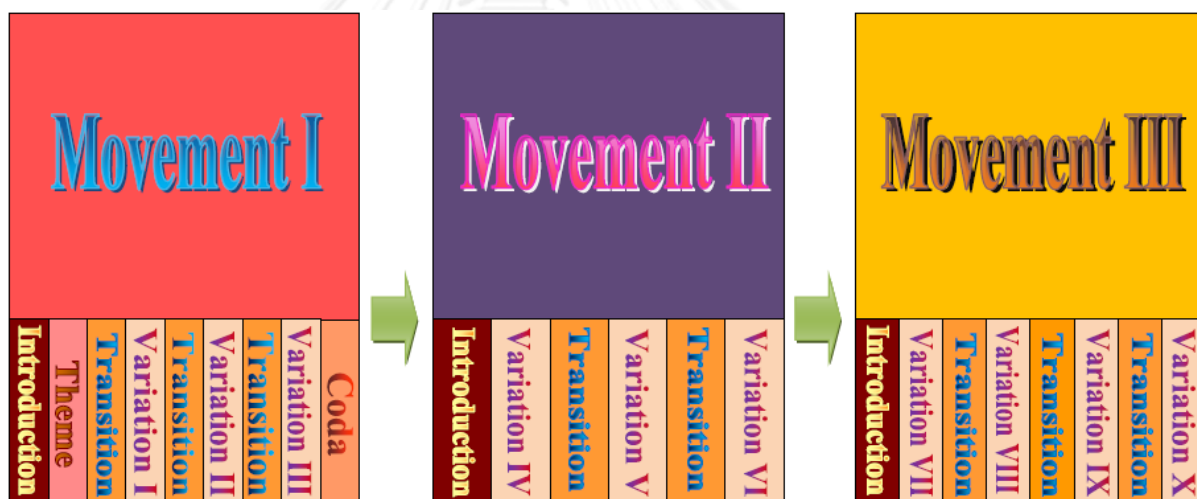 Movement I
Introduction
Theme
Transition
Variation I
Transition
Variation II
Transition
Variation III
Coda
Movement II
Introduction
Variation IV
Transition
Variation V
Transition
Variation VI
Movement III
Introduction
Variation VII
Transition
Variation VIII
Transition
Variation IX
Transition
Variation X